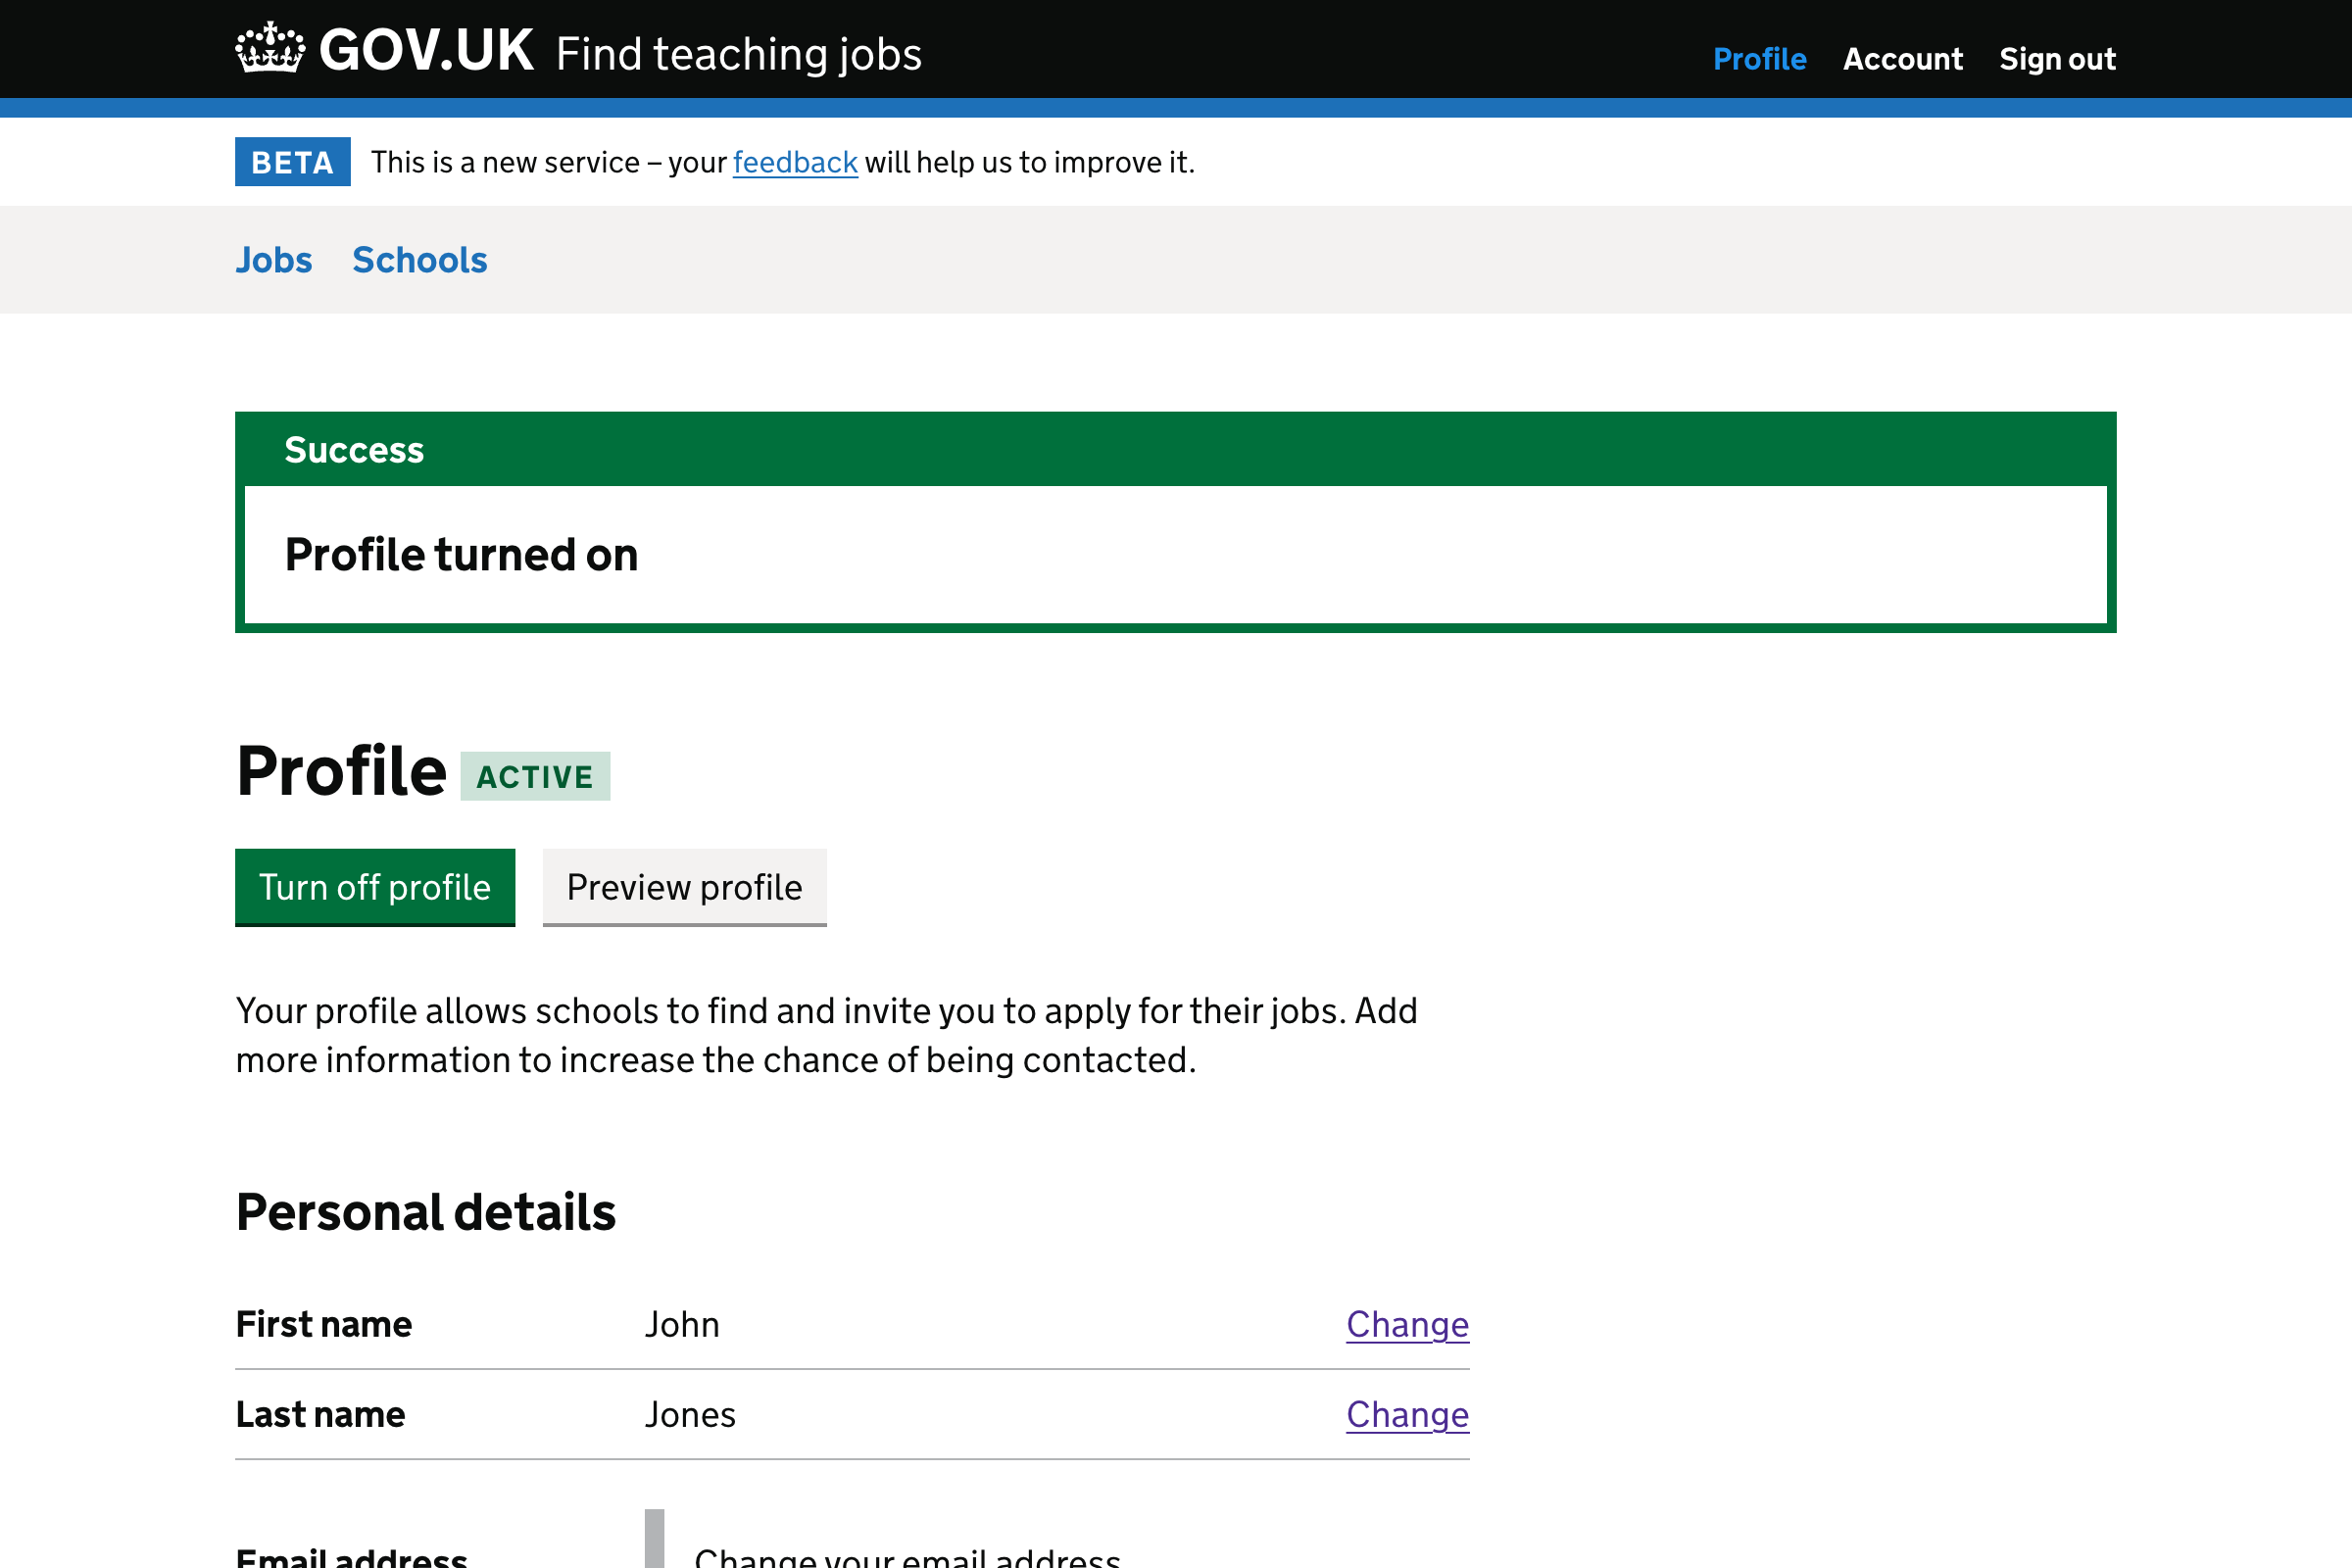 GOV.UK Find teaching jobs
Profile Account Sign out
BETA This is a new service – your feedback will help us to improve it.
Jobs Schools
Success
Profile turned on
Profile ACTIVE
Turn off profile Preview profile
Your profile allows schools to find and invite you to apply for their jobs. Add
more information to increase the chance of being contacted.
Personal details
First name John Change
Last name Jones Change
Email address Change your email address